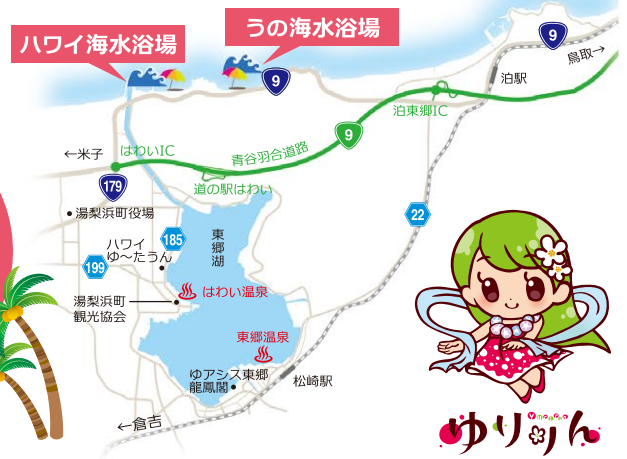 ハワイ海水浴場
うの海水浴場
9
鳥取→
9
泊駅
泊東郷IC
9
←米子
はわいIC
青谷羽合道路
179
道の駅はわい
湯梨浜町役場
185
東郷湖
22
ハワイ
ゆ〜たうん
199
はわい温泉
湯梨浜町
観光協会
東郷温泉
ゆアシス東郷
龍鳳閣
松崎駅
←倉吉
Yuririn
ゆりりん